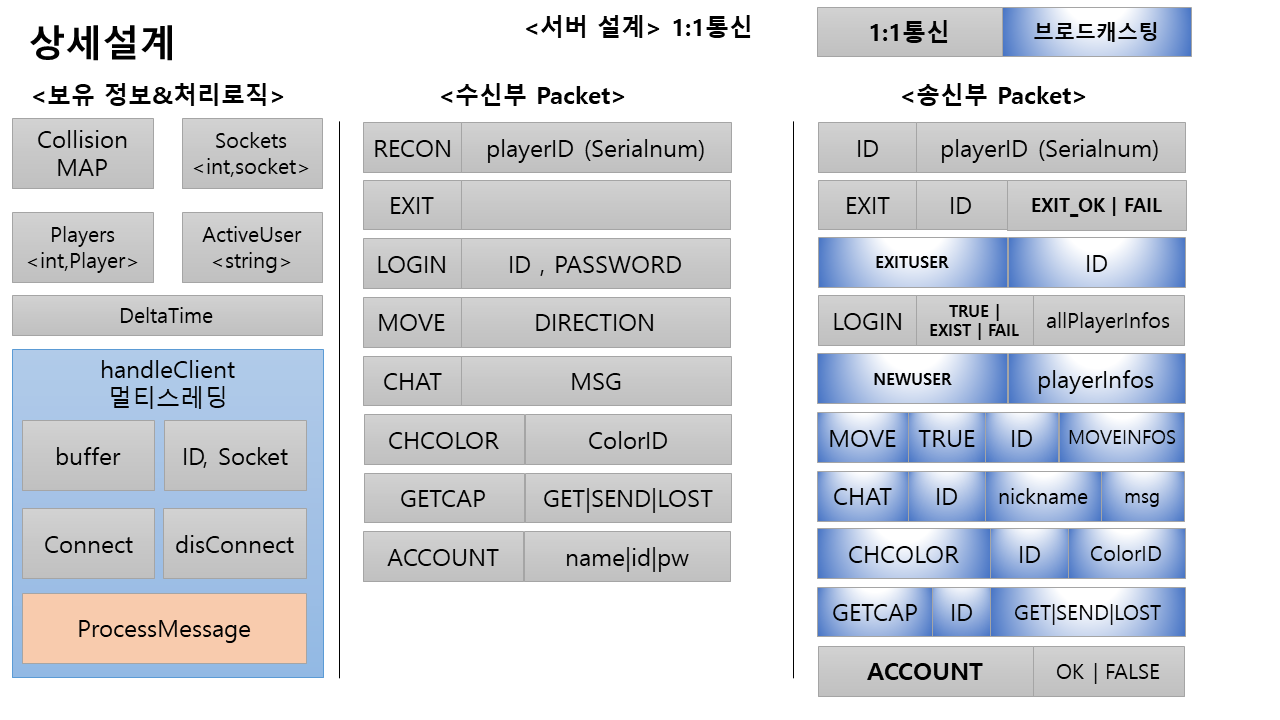 상세설계
<서버 설계> 1:1통신
1:1통신
브로드캐스팅
<보유 정보&처리로직>
Collision
MAP
Sockets
<int,socket>
Players
<int,Player>
ActiveUser
<string>
DeltaTime
handleClient
멀티스레딩
buffer
ID, Socket
Connect
disConnect
ProcessMessage
<수신부 Packet>
RECON playerID (Serialnum)
EXIT
LOGIN ID , PASSWORD
MOVE DIRECTION
CHAT MSG
CHCOLOR ColorID
GETCAP GET|SEND|LOST
ACCOUNT name|id|pw
<송신부 Packet>
ID playerID (Serialnum)
EXIT ID EXIT_OK | FAIL
EXITUSER ID
LOGIN
TRUE |
EXIST | FAIL
allPlayerInfos
NEWUSER playerInfos
MOVE TRUE ID MOVEINFOS
CHAT ID nickname msg
CHCOLOR ID ColorID
GETCAP ID GET|SEND|LOST
ACCOUNT OK | FALSE